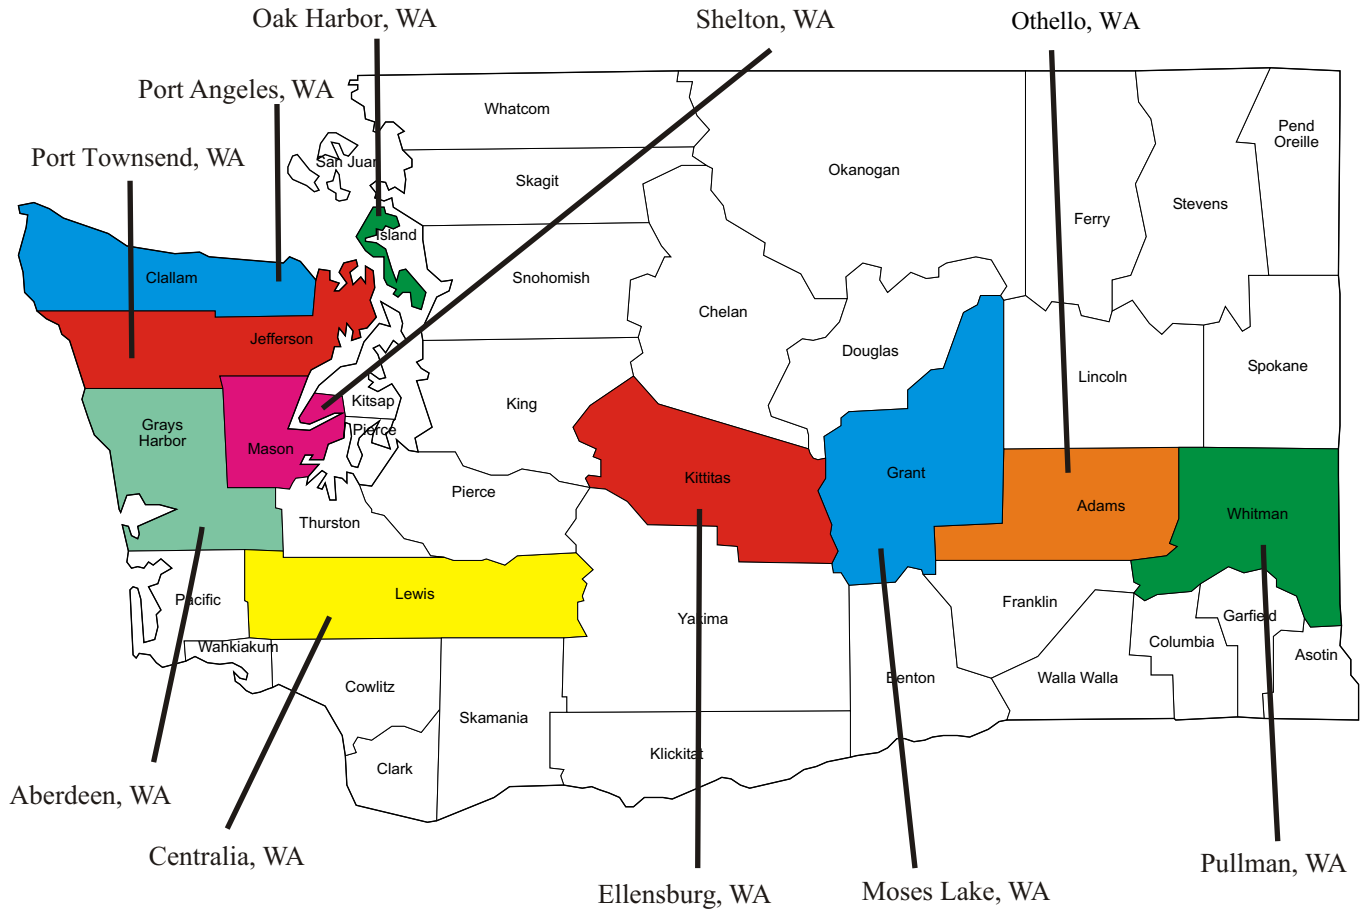 Oak Harbor, WA
Shelton, WA
Othello, WA
Port Angeles, WA
Port Townsend, WA
Whatcom
San Juan
Skagit
Okanogan
Pend
Oreille
Ferry
Stevens
Island
Clallam
Snohomish
Chelan
Jefferson
Douglas
Lincoln
Spokane
Kitsap
King
Grays
Harbor
Pierce
Mason
Kittitas
Grant
Pierce
Adams
Whitman
Thurston
Lewis
Pacific
Yakima
Franklin
Garfield
Columbia
Wahkiakum
Asotin
Cowlitz
Benton
Walla Walla
Skamania
Klickitat
Clark
Aberdeen, WA
Centralia, WA
Ellensburg, WA
Moses Lake, WA
Pullman, WA